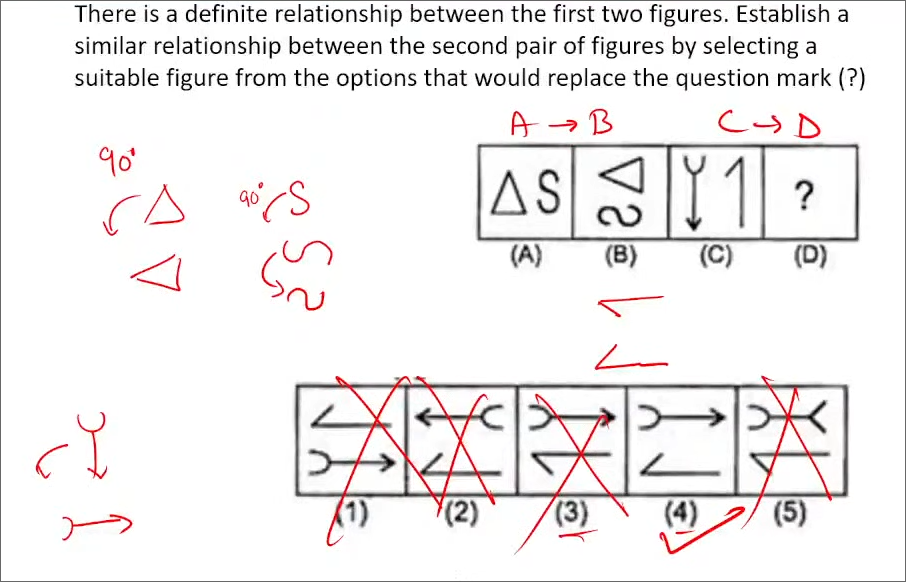 There is a definite relationship between the first two figures. Establish a
similar relationship between the second pair of figures by selecting a
suitable figure from the options that would replace the question mark (?)
A → B C → D
90°
90° S
S ?
(A) (B) (C) (D)
(1) (2) (3) (4) (5)